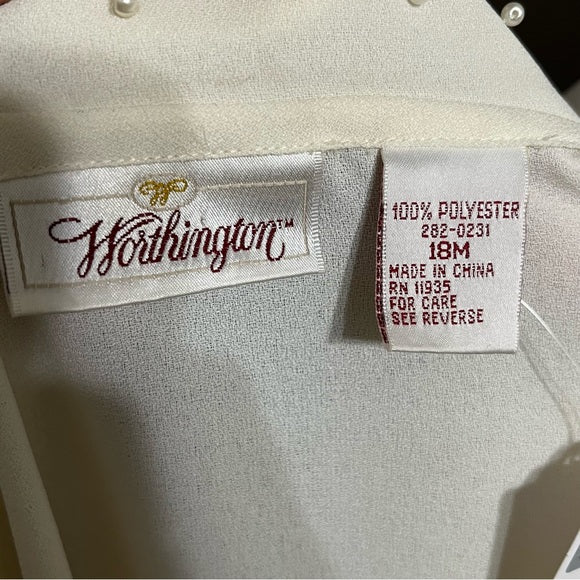 W
Worthington™
100% POLYESTER
282-0231
18M
MADE IN CHINA
RN 11935
FOR CARE
SEE REVERSE